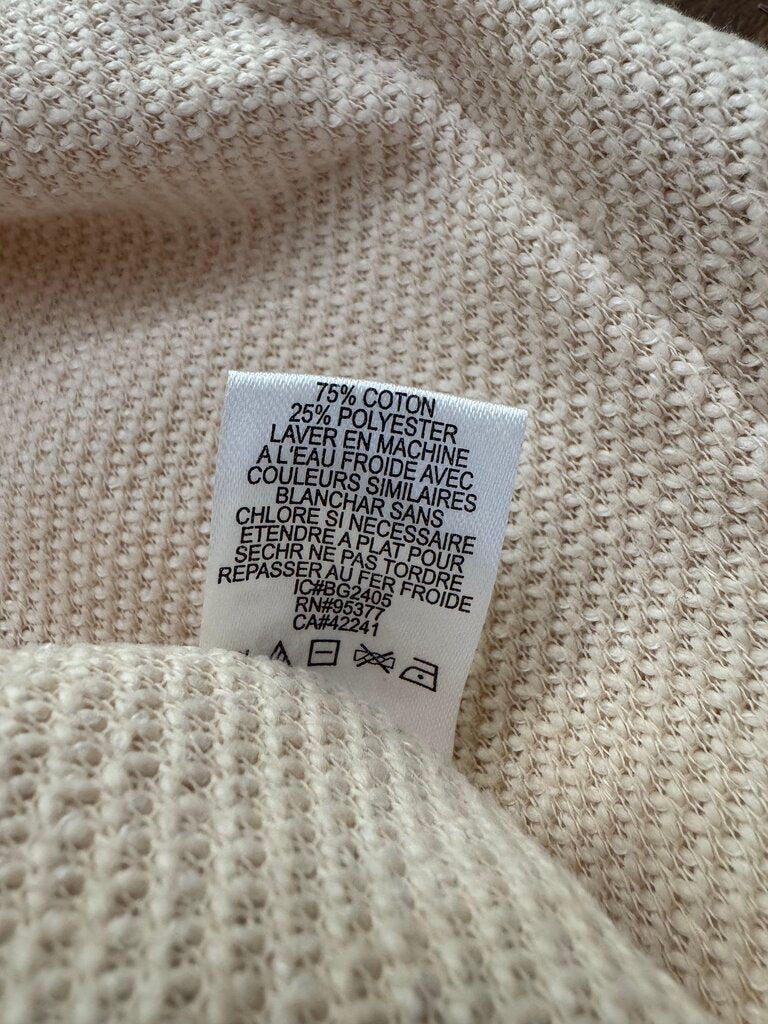 75% COTON
25% POLYESTER
LAVER EN MACHINE
A L'EAU FROIDE AVEC
COULEURS SIMILAIRES
BLANCHAR SANS
CHLORE SI NECESSAIRE
ETENDRE A PLAT POUR
SECHR NE PAS TORDRE
REPASSER AU FER FROIDE
IC#BG2405
RN#95377
CA#42241